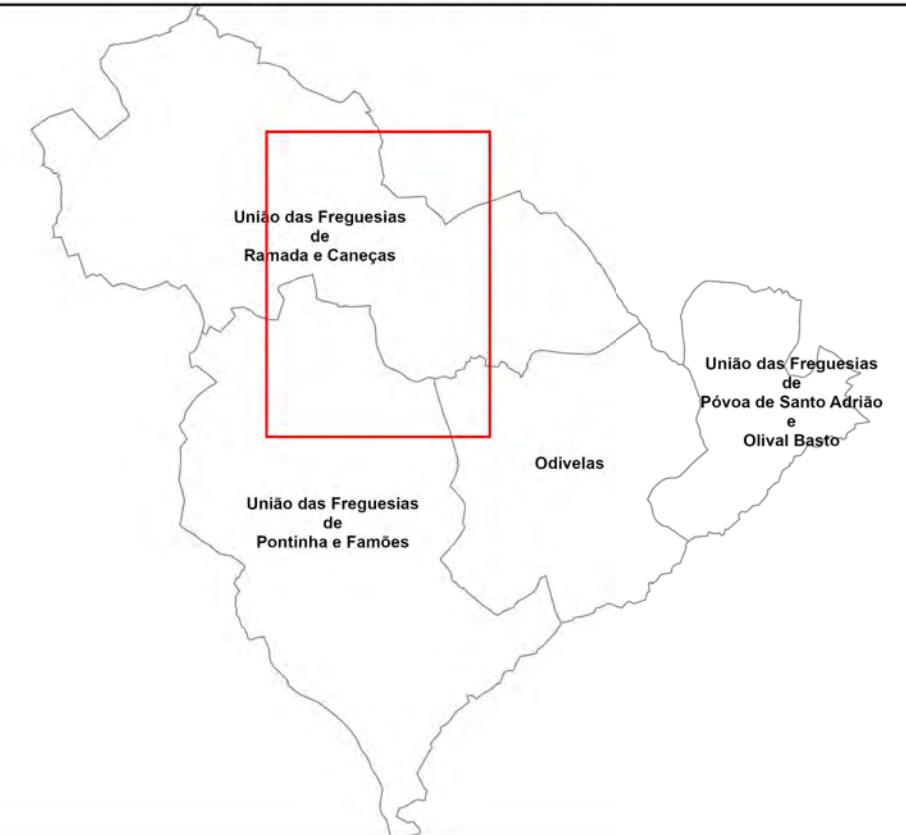 União das Freguesias
de
Ramada e Caneças
União das Freguesias
de
Póvoa de Santo Adrião
e
Olival Basto
Odivelas
União das Freguesias
de
Pontinha e Famões